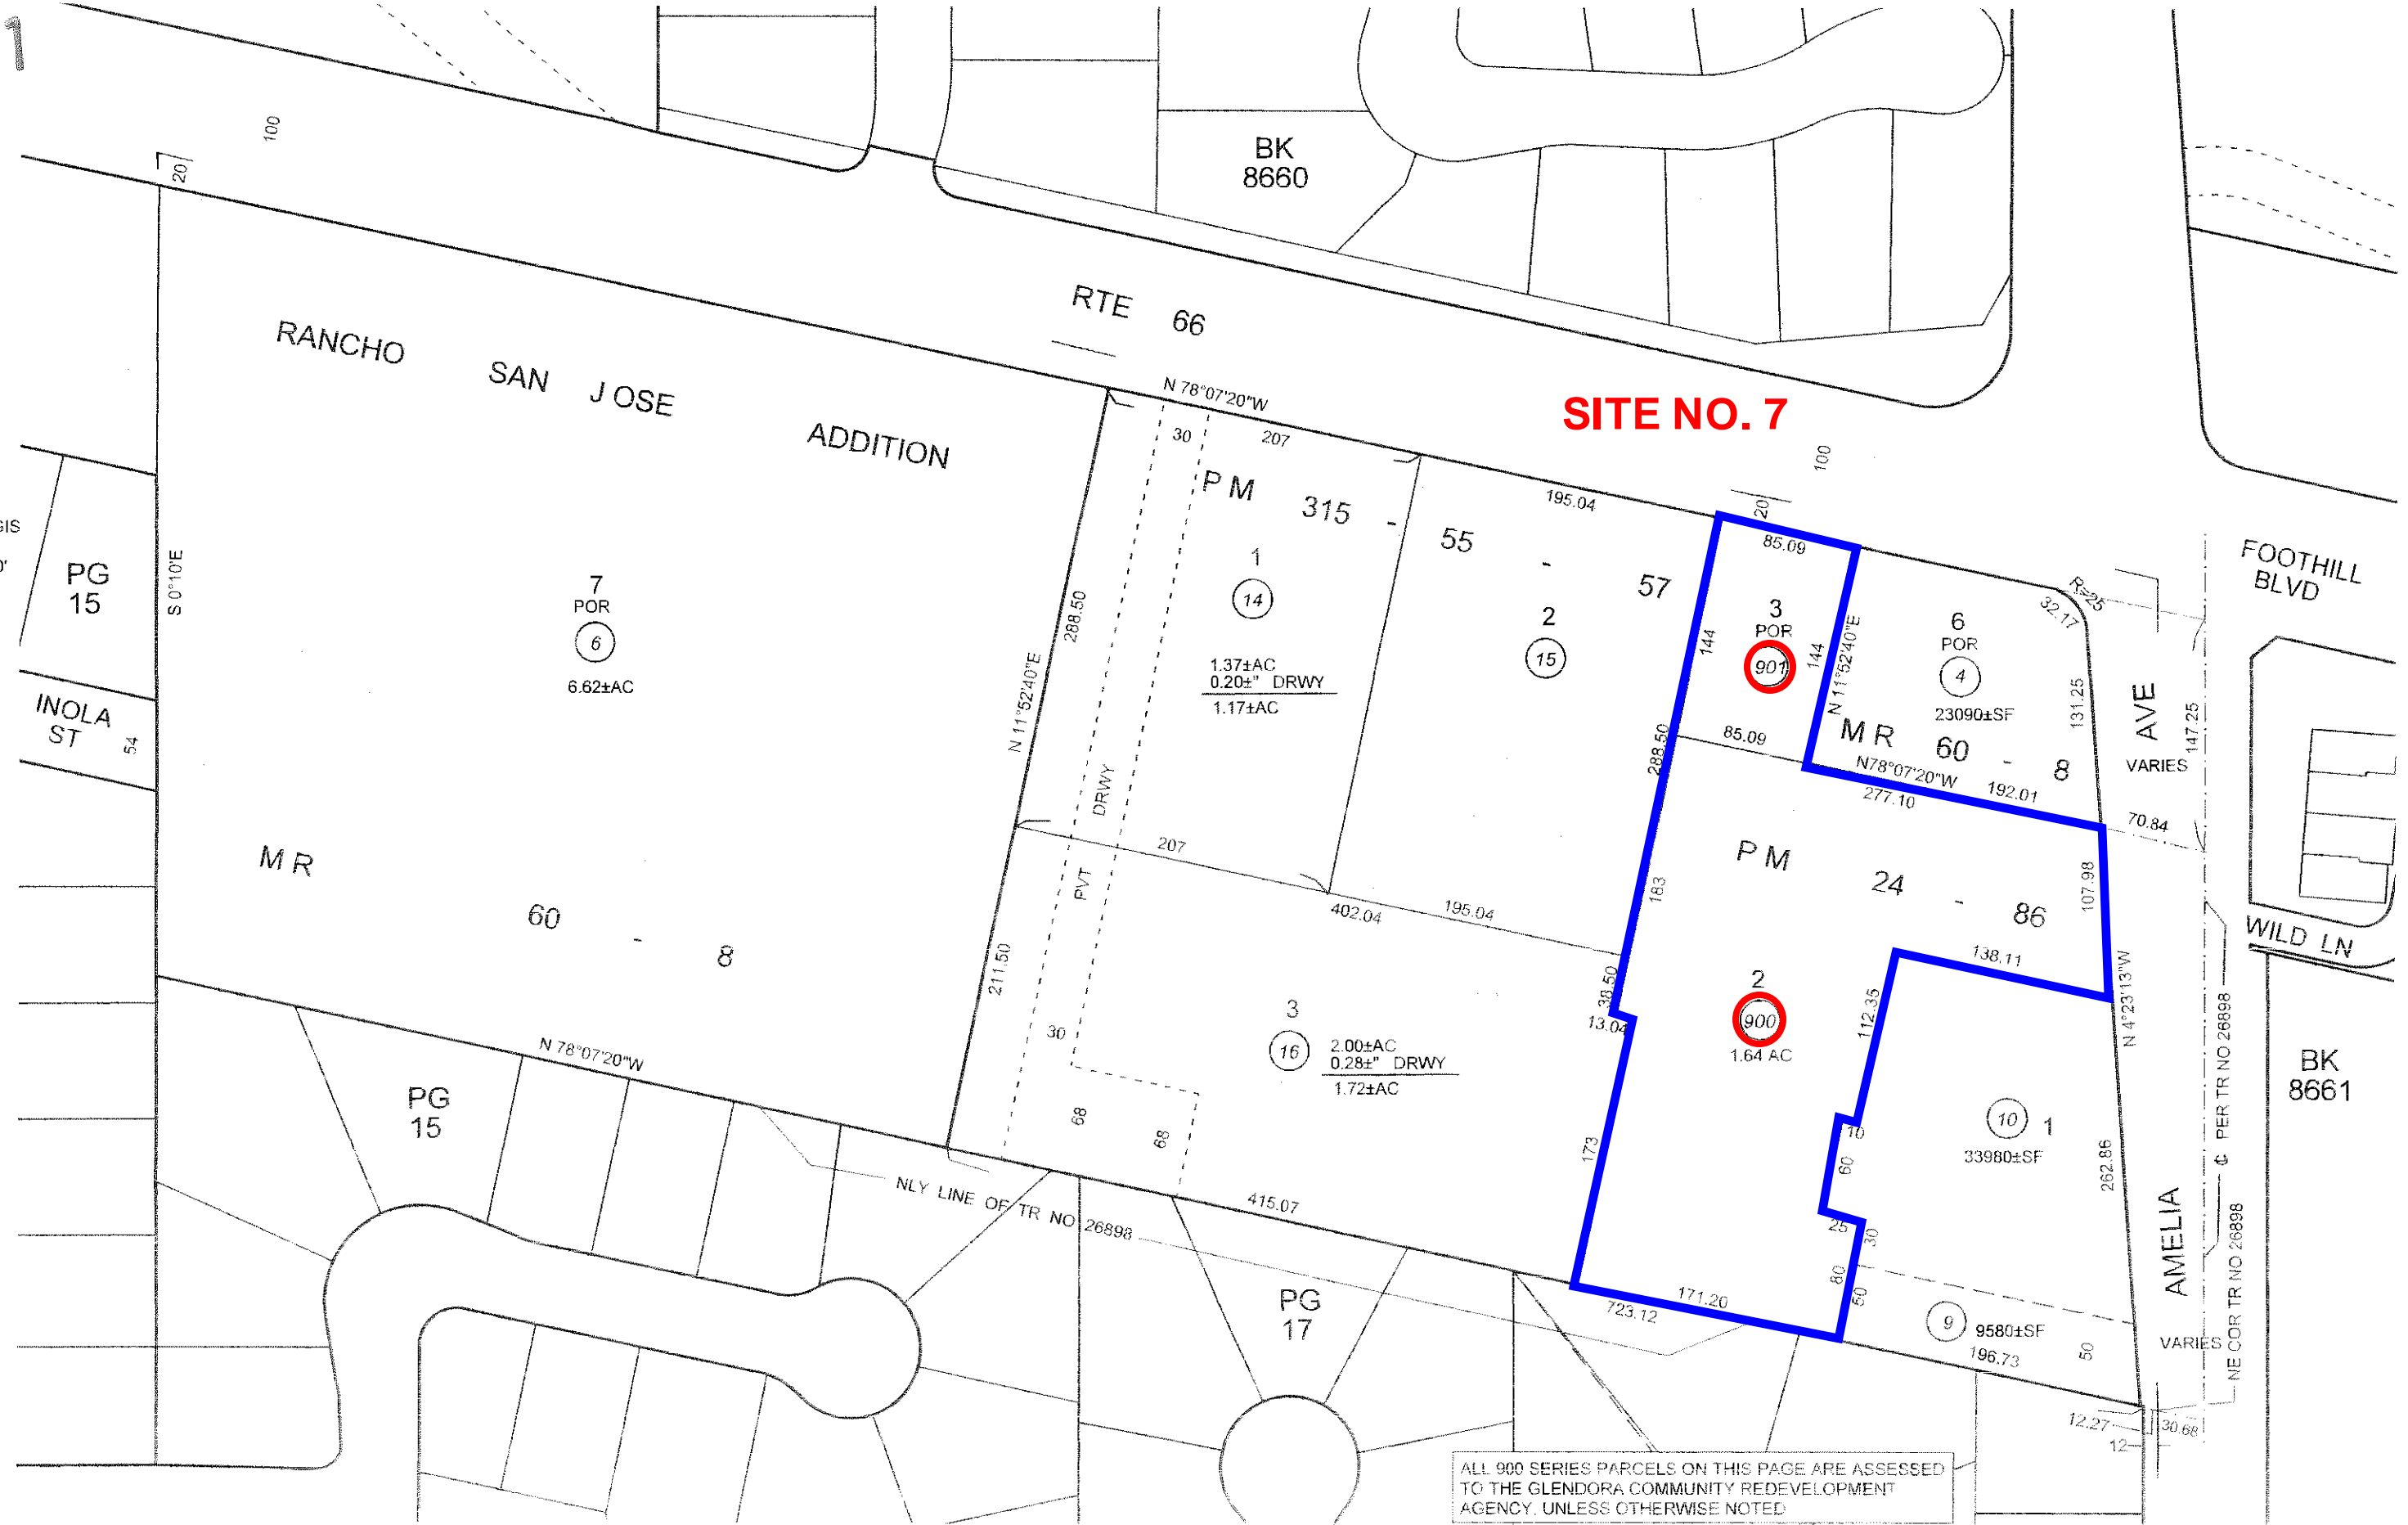 1
100
20
BK
8660
RTE 66
RANCHO SAN JOSE ADDITION
N 78°07'20"W
30
207
SITE NO. 7
100
20
195.04
85.09
P M 315 - 55 - 57
FOOTHILL
BLVD
GIS
0'
PG
15
S 0°10'E
7
POR
6
6.62±AC
288.50
N 11°52'40"E
1
14
1.37±AC
0.20±" DRWY
1.17±AC
2
15
3
POR
901
144
144
N 11°52'40"E
6
POR
4
23090±SF
R=25
32.17
131.25
AVE
VARIES
147.25
INOLA
ST
54
85.09
288.50
M R 60 - 8
N78°07'20"W
192.01
277.10
70.84
DRWY
PVT
207
402.04
195.04
183
P M 24 - 86
107.98
M R 60 - 8
138.11
WILD LN
211.50
30
3
16
2.00±AC
0.28±" DRWY
1.72±AC
38.50
13.04
2
900
1.64 AC
112.35
N 4°23'13"W
₵ PER TR NO 26898
BK
8661
N 78°07'20"W
PG
15
68
68
173
10
60
25
30
80
50
10
1
33980±SF
262.86
AMELIA
NLY LINE OF TR NO 26898
415.07
PG
17
171.20
723.12
9
9580±SF
196.73
50
VARIES
NE COR TR NO 26898
12.27
12
30.68
ALL 900 SERIES PARCELS ON THIS PAGE ARE ASSESSED
TO THE GLENDORA COMMUNITY REDEVELOPMENT
AGENCY. UNLESS OTHERWISE NOTED